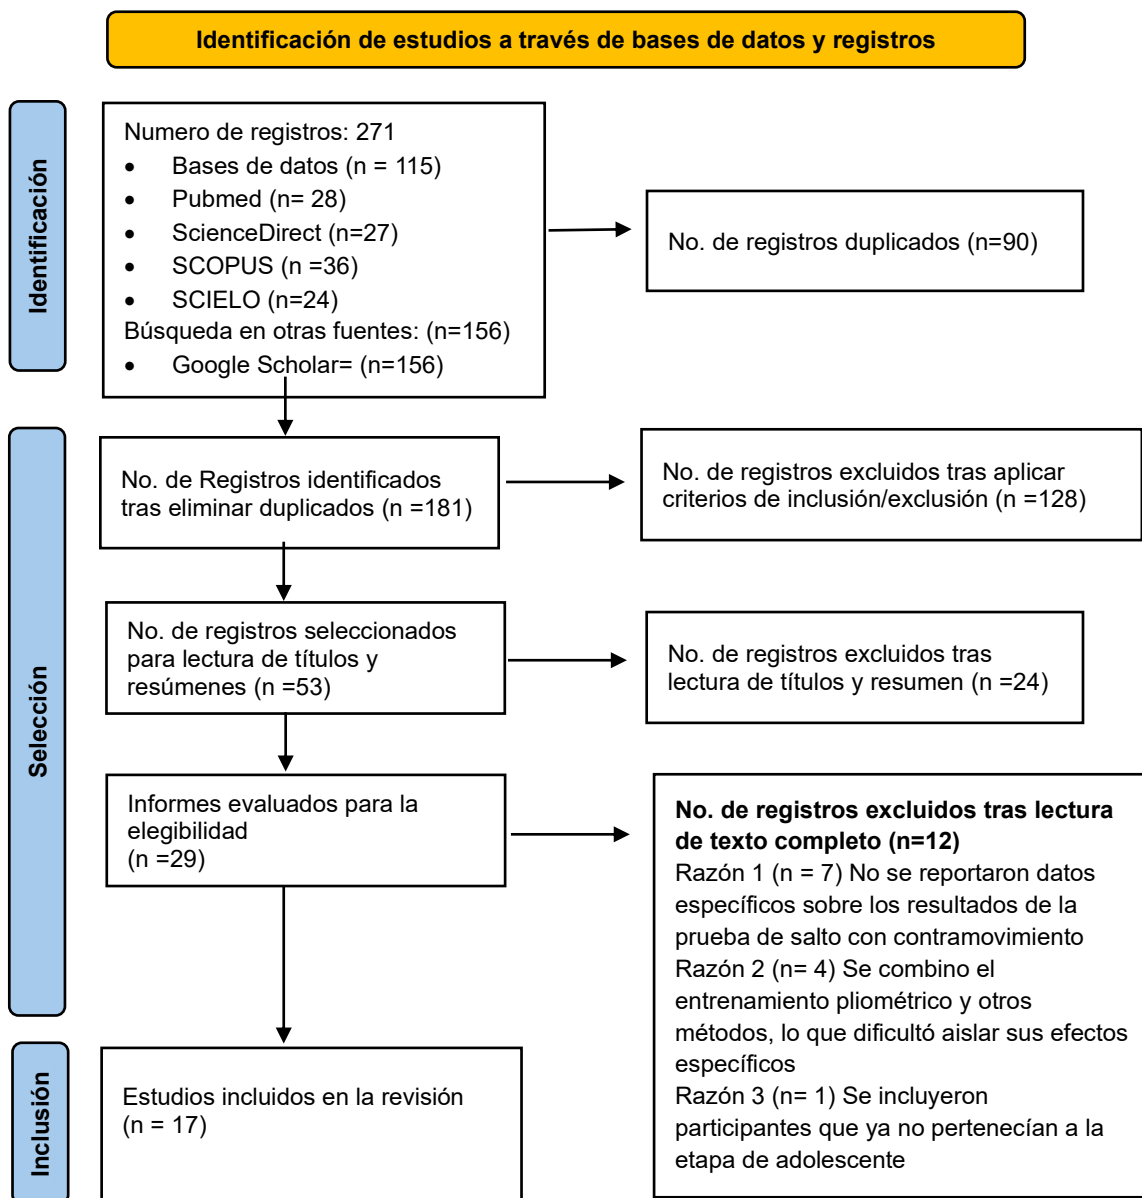 Identificación de estudios a través de bases de datos y registros
Identificación
Numero de registros: 271
• Bases de datos (n = 115)
• Pubmed (n= 28)
• ScienceDirect (n=27)
• SCOPUS (n =36)
• SCIELO (n=24)
Búsqueda en otras fuentes: (n=156)
• Google Scholar= (n=156)
No. de registros duplicados (n=90)
Selección
No. de Registros identificados
tras eliminar duplicados (n =181)
No. de registros excluidos tras aplicar
criterios de inclusión/exclusión (n =128)
No. de registros seleccionados
para lectura de títulos y
resúmenes (n =53)
No. de registros excluidos tras
lectura de títulos y resumen (n =24)
Informes evaluados para la
elegibilidad
(n =29)
No. de registros excluidos tras lectura
de texto completo (n=12)
Razón 1 (n = 7) No se reportaron datos
específicos sobre los resultados de la
prueba de salto con contramovimiento
Razón 2 (n= 4) Se combino el
entrenamiento pliométrico y otros
métodos, lo que dificultó aislar sus efectos
específicos
Razón 3 (n= 1) Se incluyeron
participantes que ya no pertenecían a la
etapa de adolescente
Inclusión
Estudios incluidos en la revisión
(n = 17)